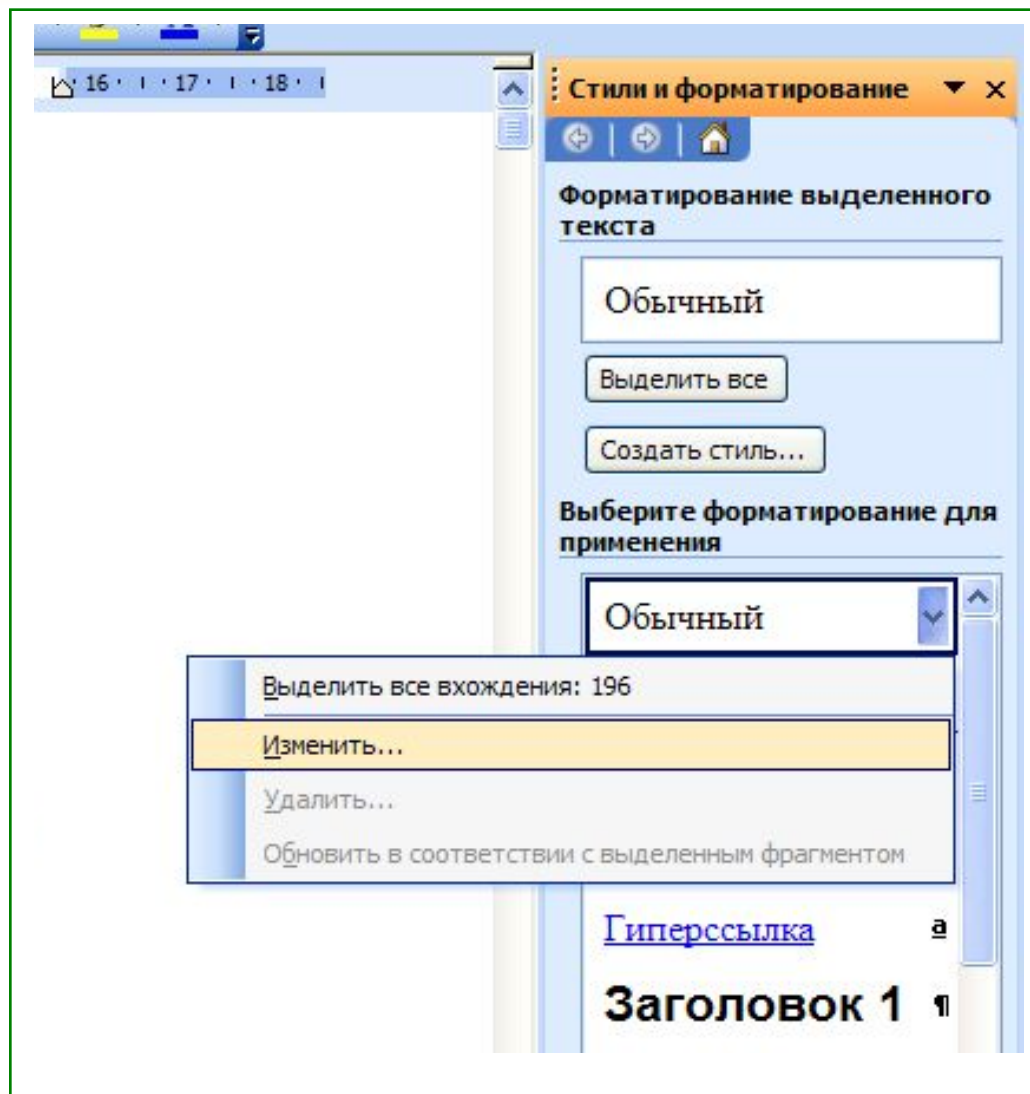 16 17 18
Стили и форматирование
Форматирование выделенного
текста
Обычный
Выделить все
Создать стиль...
Выберите форматирование для
применения
Обычный
Выделить все вхождения: 196
Изменить...
Удалить...
Обновить в соответствии с выделенным фрагментом
Гиперссылка a
Заголовок 1 ¶